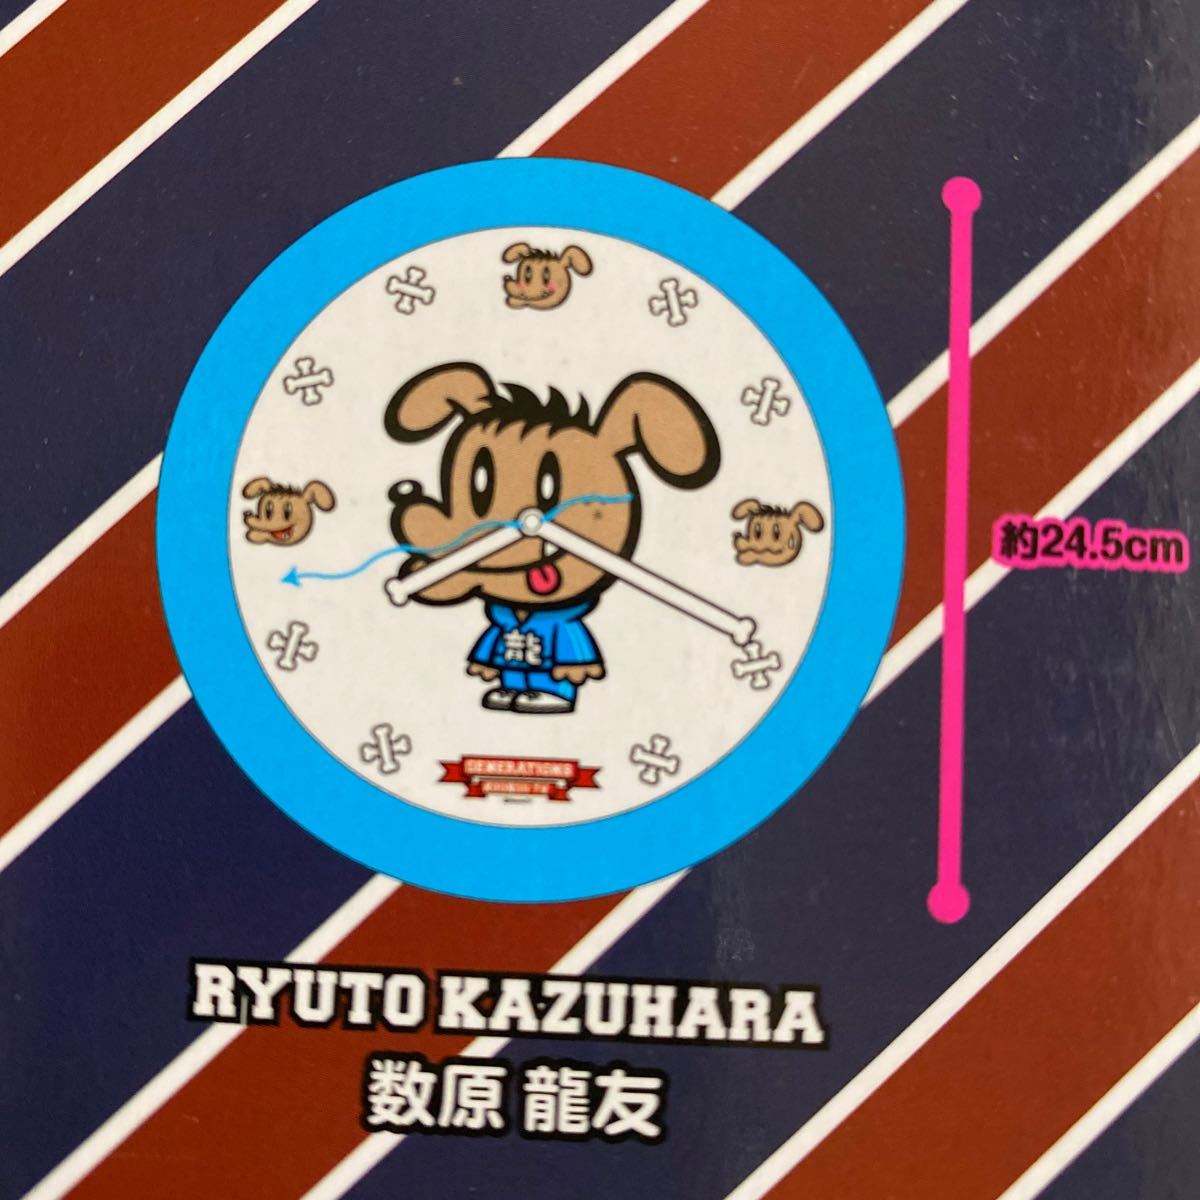 約24.5cm
龍
GENERATIONS
RYUTO KAZUHARA
数原 龍友